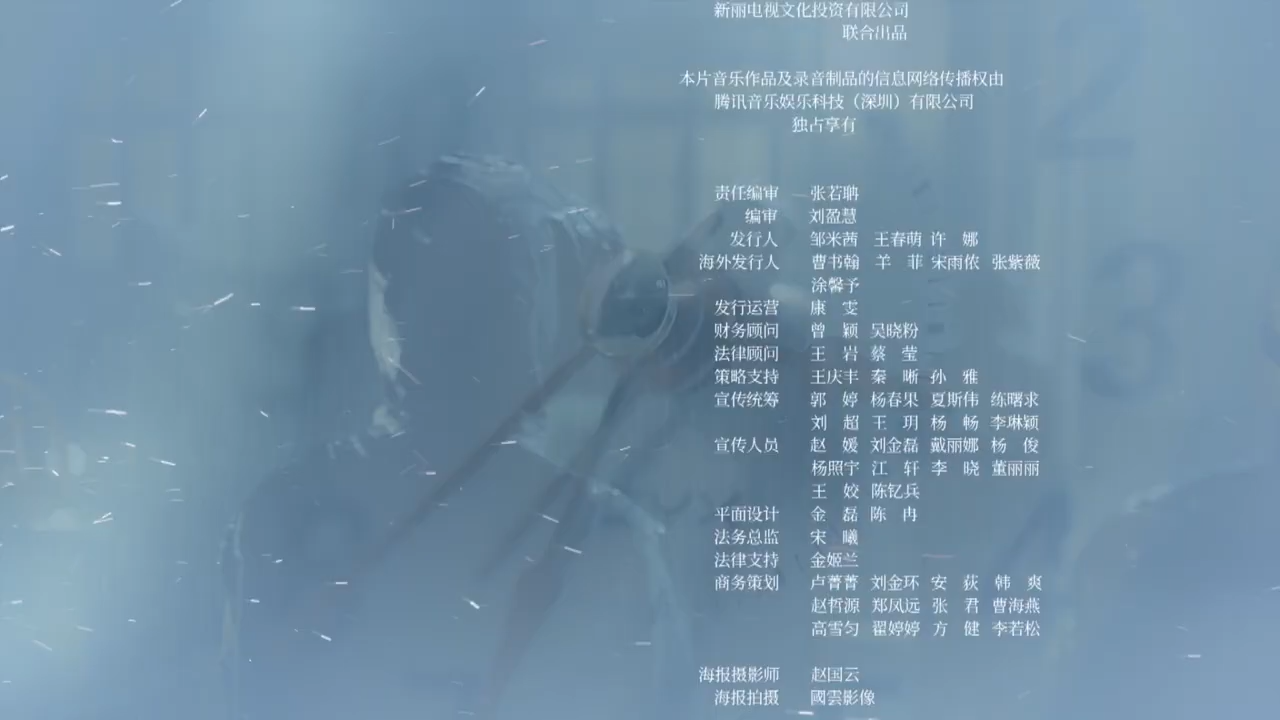 新丽电视文化投资有限公司
联合出品
本片音乐作品及录音制品的信息网络传播权由
腾讯音乐娱乐科技（深圳）有限公司
独占享有
责任编审 张若聃
编审 刘盈慧
发行人 邹米茜 王春萌 许 娜
海外发行人 曹书翰 羊 菲 宋雨侬 张紫薇
涂馨予
发行运营 康 雯
财务顾问 曾 颖 吴晓粉
法律顾问 王 岩 蔡 莹
策略支持 王庆丰 秦 晰 孙 雅
宣传统筹 郭 婷 杨春果 夏斯伟 练曙求
刘 超 王 玥 杨 畅 李琳颖
宣传人员 赵 媛 刘金磊 戴丽娜 杨 俊
杨照宇 江 轩 李 晓 董丽丽
王 姣 陈钇兵
平面设计 金 磊 陈 冉
法务总监 宋 曦
法律支持 金姬兰
商务策划 卢菁菁 刘金环 安 荻 韩 爽
赵哲源 郑凤远 张 君 曹海燕
高雪匀 翟婷婷 方 健 李若松
海报摄影师 赵国云
海报拍摄 國雲影像
2
3